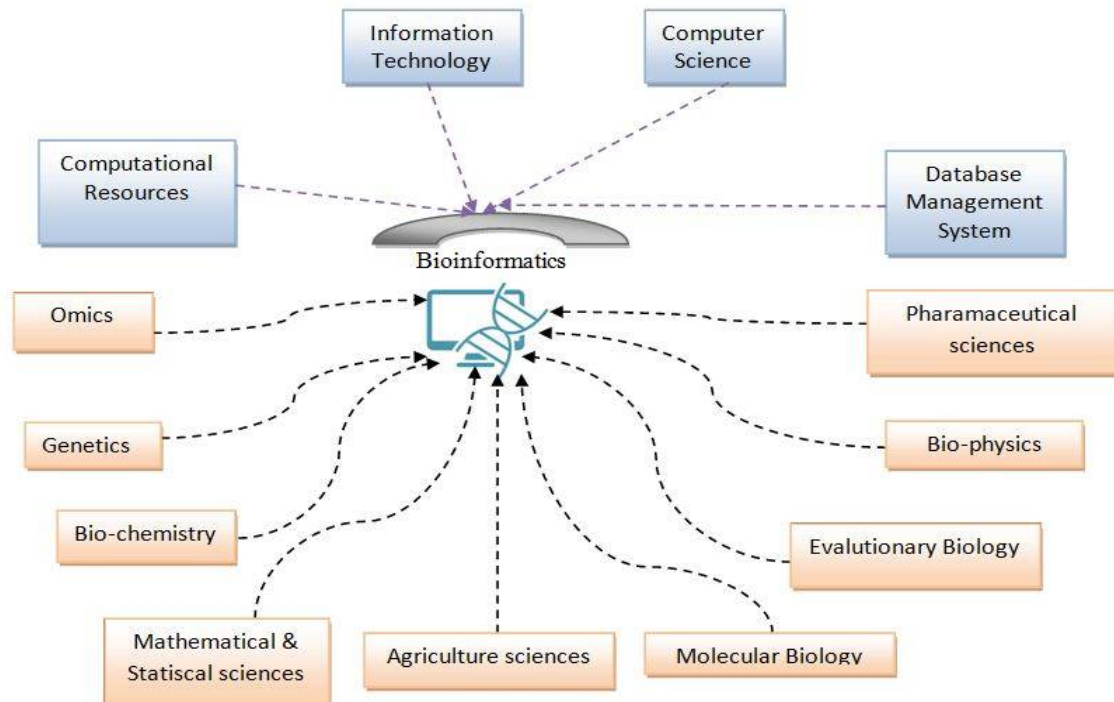 Information
Technology
Computer
Science
Computational
Resources
Database
Management
System
Bioinformatics
Omics
Pharamaceutical
sciences
Genetics
Bio-physics
Bio-chemistry
Evalutionary Biology
Mathematical &
Statiscal sciences
Agriculture sciences
Molecular Biology